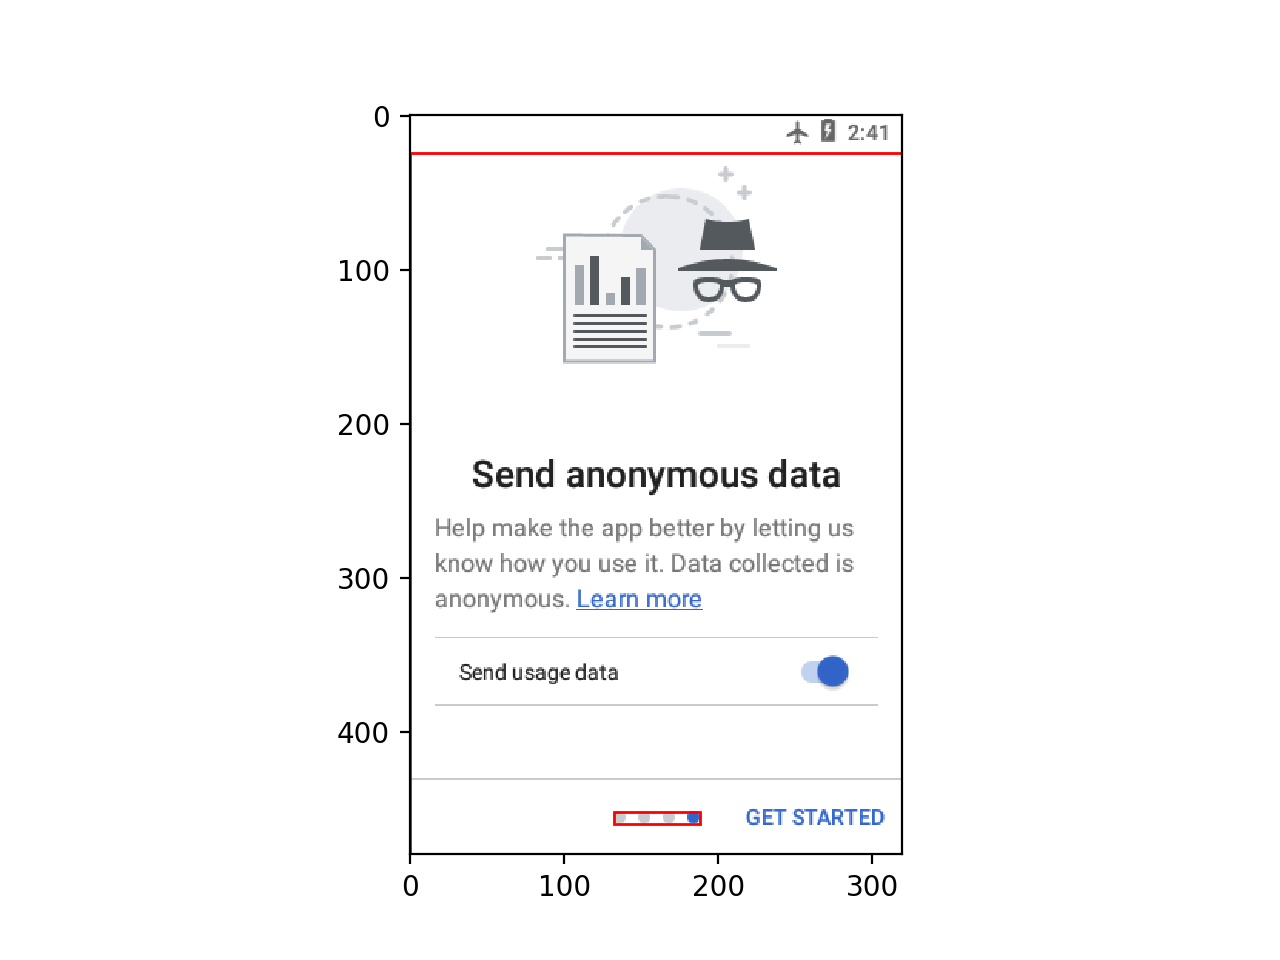 0
2:41
100
200
Send anonymous data
Help make the app better by letting us
know how you use it. Data collected is
300
anonymous. Learn more
Send usage data
400
GET STARTED
0 100 200 300